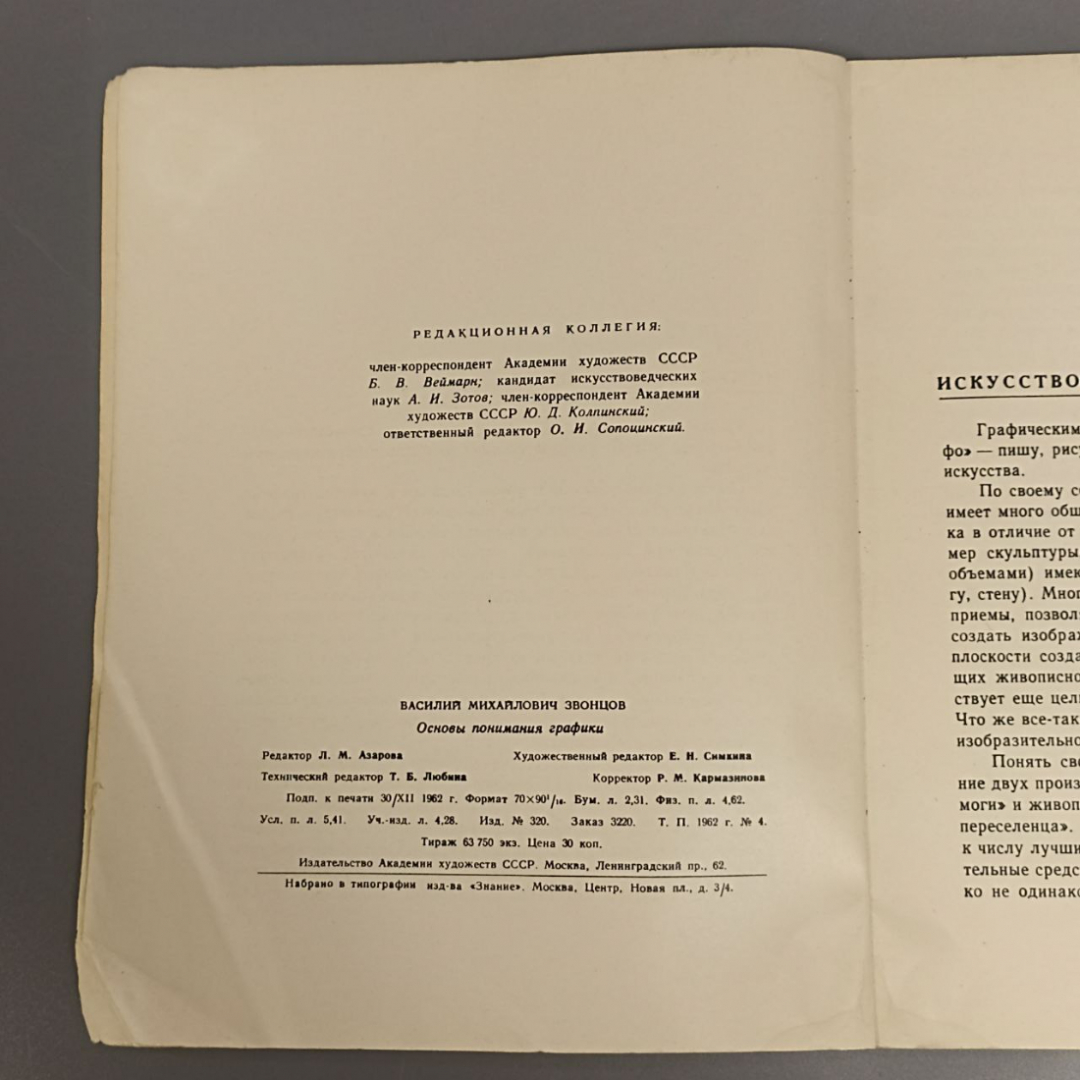 РЕДАКЦИОННАЯ КОЛЛЕГИЯ:
член-корреспондент Академии художеств СССР
Б. В. Веймарн; кандидат искусствоведческих
наук А. И. Зотов; член-корреспондент Академии
художеств СССР Ю. Д. Колпинский;
ответственный редактор О. И. Сопоцинский.
ВАСИЛИЙ МИХАЙЛОВИЧ ЗВОНЦОВ
Основы понимания графики
Редактор Л. М. Азарова Художественный редактор Е. Н. Симкина
Технический редактор Т. Б. Любина Корректор Р. М. Кармазинова
Подп. к печати 30/XII 1962 г. Формат 70×90¹/₁₆. Бум. л. 2,31. Физ. п. л. 4,62.
Усл. п. л. 5,41. Уч.-изд. л. 4,28. Изд. № 320. Заказ 3220. Т. П. 1962 г. № 4.
Тираж 63 750 экз. Цена 30 коп.
Издательство Академии художеств СССР. Москва, Ленинградский пр., 62.
Набрано в типографии изд-ва «Знание». Москва, Центр, Новая пл., д. 3/4.
ИСКУССТВО
Графическим
фо» — пишу, рису
искусства.
По своему с
имеет много общ
ка в отличие от
мер скульптуры
объемами) имею
гу, стену). Мног
приемы, позвол
создать изображ
плоскости созда
щих живописно
ствует еще цел
Что же все-так
изобразительно
Понять сво
ние двух произ
моги» и живоп
переселенца».
к числу лучши
тельные средс
ко не одинако